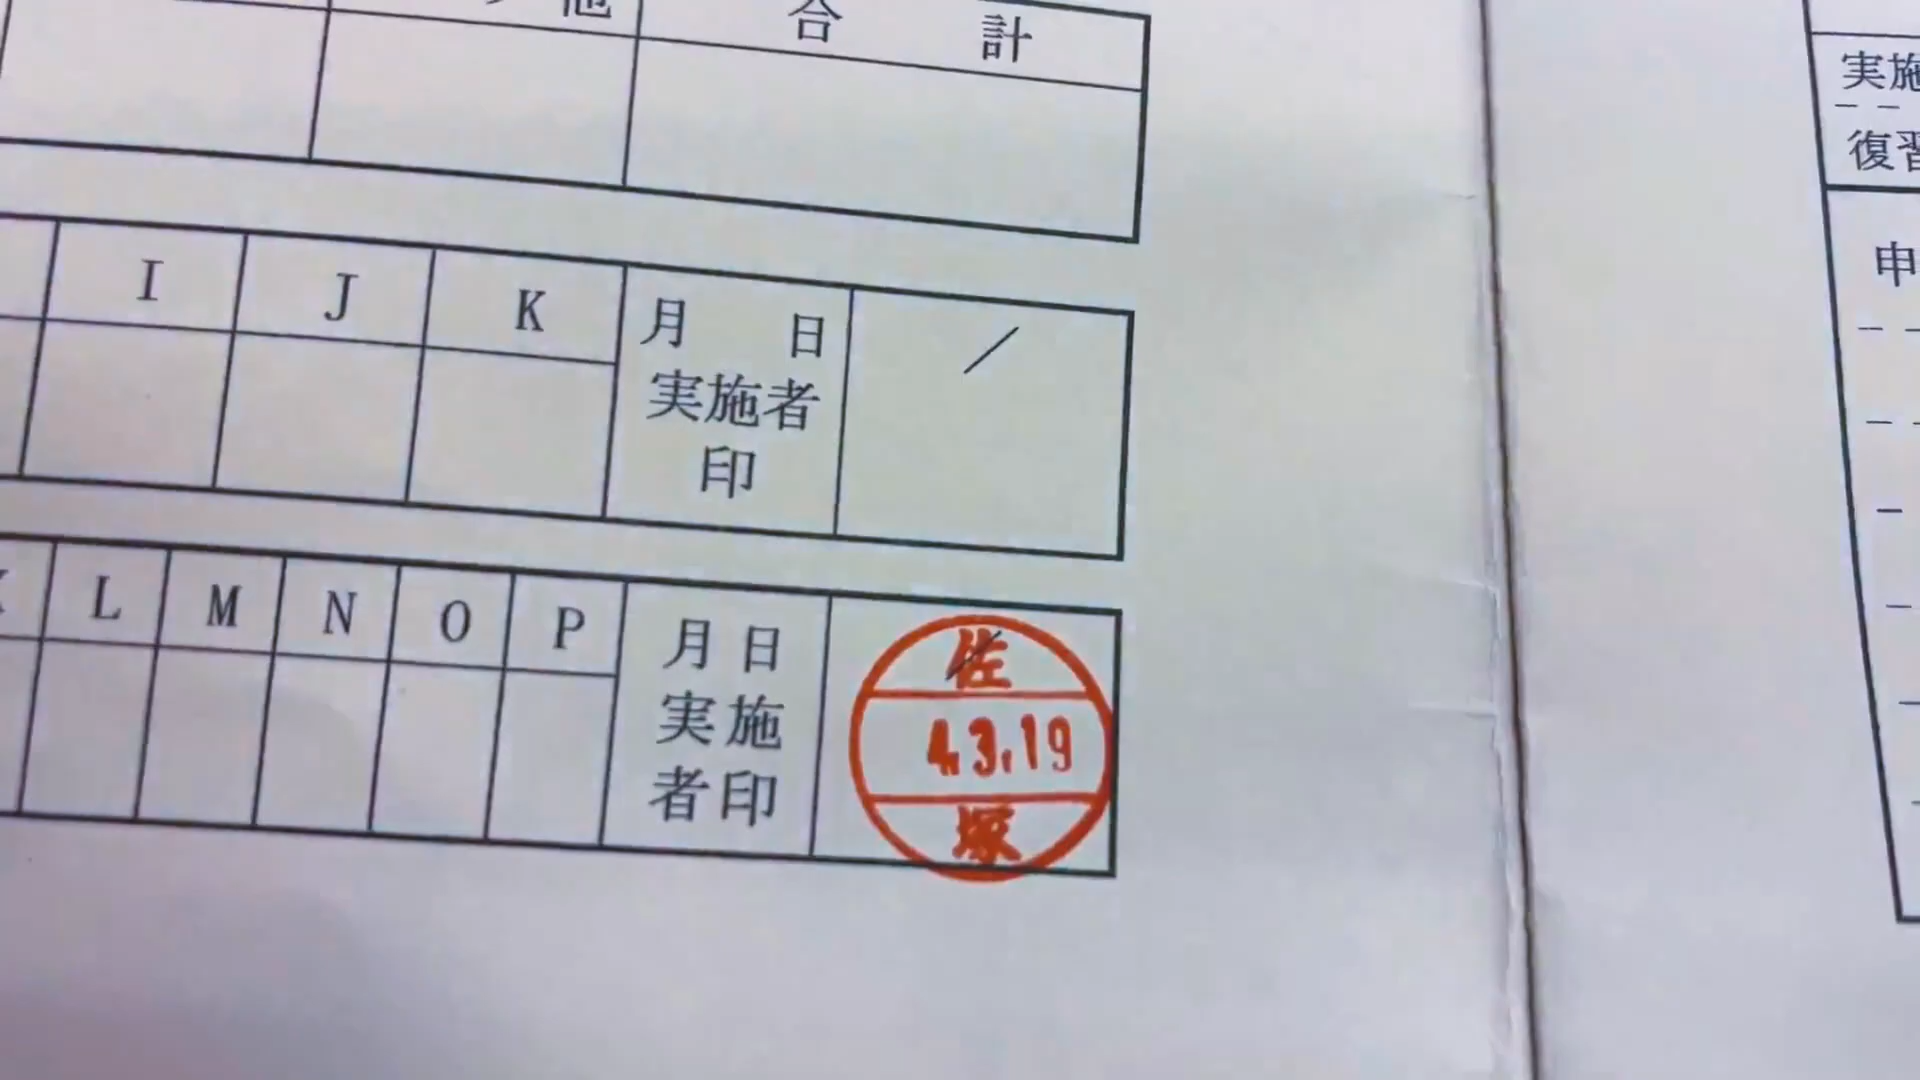 他
合 計
I J K
月 日
実施者
印
／
L M N O P
月 日
実 施
者 印
佐
4.3.19
塚
実施
復習
申